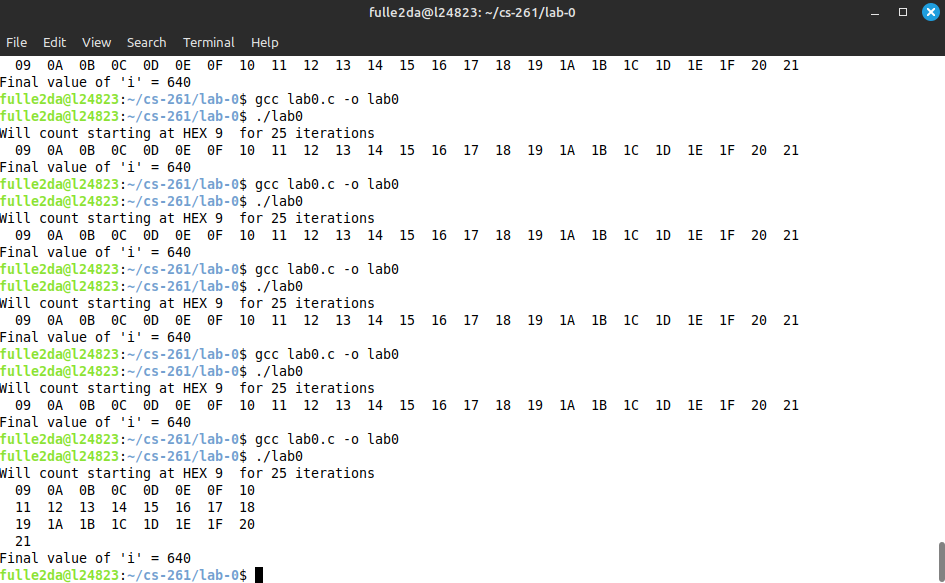 fulle2da@l24823: ~/cs-261/lab-0
File Edit View Search Terminal Help
  09  0A  0B  0C  0D  0E  0F  10  11  12  13  14  15  16  17  18  19  1A  1B  1C  1D  1E  1F  20  21
Final value of 'i' = 640
fulle2da@l24823:~/cs-261/lab-0$ gcc lab0.c -o lab0
fulle2da@l24823:~/cs-261/lab-0$ ./lab0
Will count starting at HEX 9  for 25 iterations
  09  0A  0B  0C  0D  0E  0F  10  11  12  13  14  15  16  17  18  19  1A  1B  1C  1D  1E  1F  20  21
Final value of 'i' = 640
fulle2da@l24823:~/cs-261/lab-0$ gcc lab0.c -o lab0
fulle2da@l24823:~/cs-261/lab-0$ ./lab0
Will count starting at HEX 9  for 25 iterations
  09  0A  0B  0C  0D  0E  0F  10  11  12  13  14  15  16  17  18  19  1A  1B  1C  1D  1E  1F  20  21
Final value of 'i' = 640
fulle2da@l24823:~/cs-261/lab-0$ gcc lab0.c -o lab0
fulle2da@l24823:~/cs-261/lab-0$ ./lab0
Will count starting at HEX 9  for 25 iterations
  09  0A  0B  0C  0D  0E  0F  10  11  12  13  14  15  16  17  18  19  1A  1B  1C  1D  1E  1F  20  21
Final value of 'i' = 640
fulle2da@l24823:~/cs-261/lab-0$ gcc lab0.c -o lab0
fulle2da@l24823:~/cs-261/lab-0$ ./lab0
Will count starting at HEX 9  for 25 iterations
  09  0A  0B  0C  0D  0E  0F  10  11  12  13  14  15  16  17  18  19  1A  1B  1C  1D  1E  1F  20  21
Final value of 'i' = 640
fulle2da@l24823:~/cs-261/lab-0$ gcc lab0.c -o lab0
fulle2da@l24823:~/cs-261/lab-0$ ./lab0
Will count starting at HEX 9  for 25 iterations
  09  0A  0B  0C  0D  0E  0F  10
  11  12  13  14  15  16  17  18
  19  1A  1B  1C  1D  1E  1F  20
  21
Final value of 'i' = 640
fulle2da@l24823:~/cs-261/lab-0$